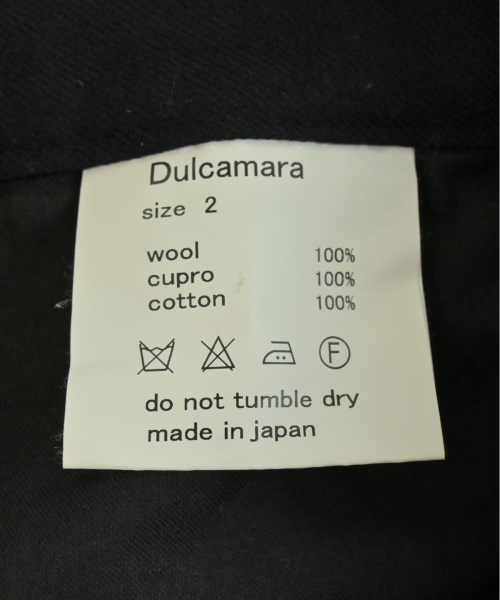 Dulcamara
size 2
wool 100%
cupro 100%
cotton 100%
F
do not tumble dry
made in japan